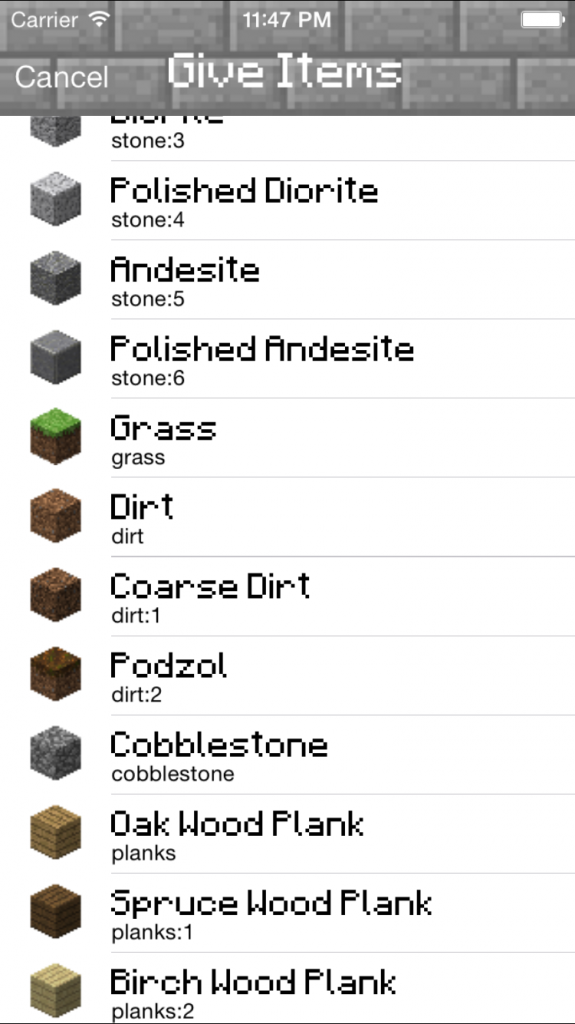 Carrier 11:47 PM
Cancel Give Items
Diorite
stone:3
Polished Diorite
stone:4
Andesite
stone:5
Polished Andesite
stone:6
Grass
grass
Dirt
dirt
Coarse Dirt
dirt:1
Podzol
dirt:2
Cobblestone
cobblestone
Oak Wood Plank
planks
Spruce Wood Plank
planks:1
Birch Wood Plank
planks:2